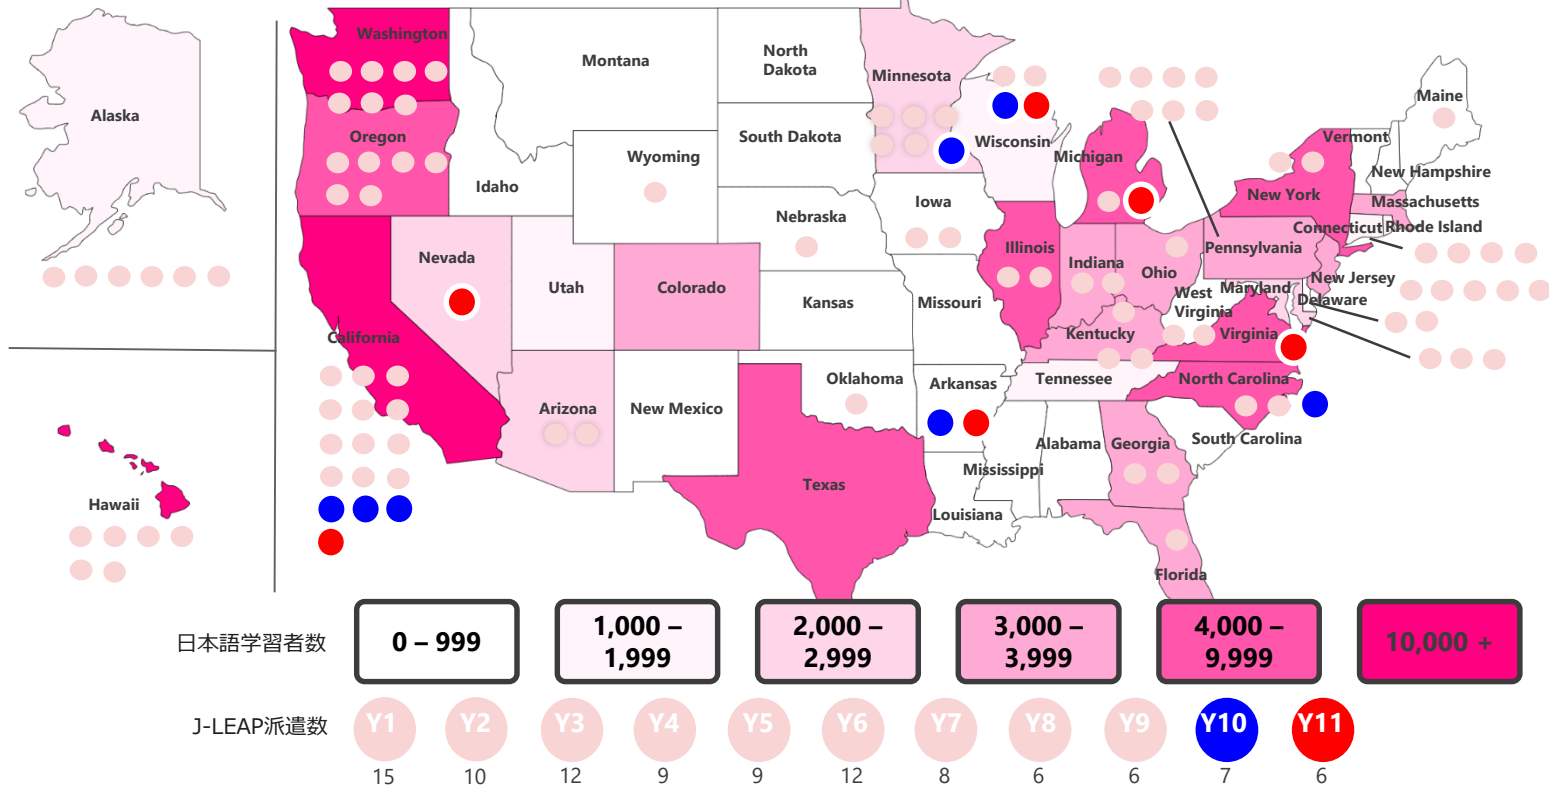 Washington
Montana
North
Dakota
Minnesota
Alaska
Oregon
South Dakota
Wisconsin
Michigan
Maine
Vermont
Wyoming
Idaho
New Hampshire
New York
Massachusetts
Nebraska
Iowa
Connecticut
Rhode Island
Nevada
Illinois
Indiana
Ohio
Pennsylvania
Utah
Colorado
Kansas
Missouri
West
Virginia
Maryland
New Jersey
Delaware
California
Kentucky
Virginia
Oklahoma
Arkansas
Tennessee
North Carolina
Arizona
New Mexico
Alabama
Georgia
South Carolina
Mississippi
Texas
Hawaii
Louisiana
Florida
日本語学習者数
0 – 999
1,000 –
1,999
2,000 –
2,999
3,000 –
3,999
4,000 –
9,999
10,000 +
J-LEAP派遣数
Y1 Y2 Y3 Y4 Y5 Y6 Y7 Y8 Y9 Y10 Y11
15 10 12 9 9 12 8 6 6 7 6